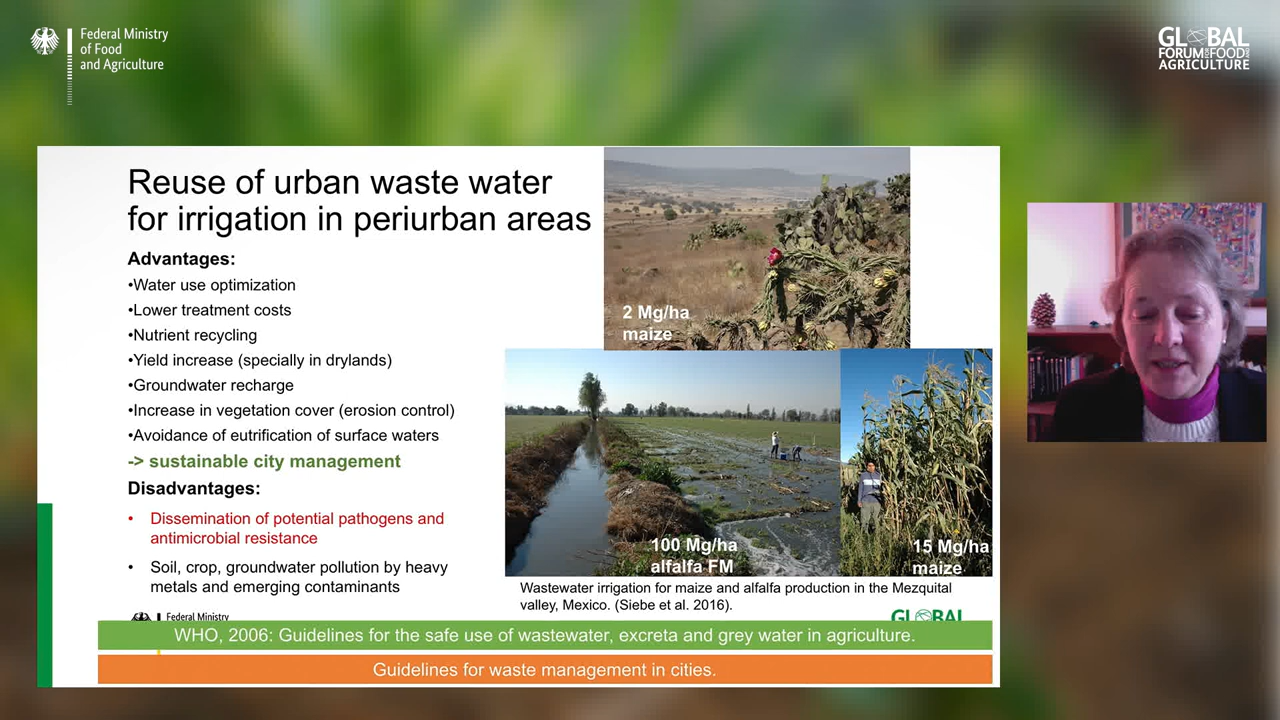 Federal Ministry
of Food
and Agriculture
GLOBAL
FORUM FOR FOOD AND
AGRICULTURE
Reuse of urban waste water
for irrigation in periurban areas
Advantages:
•Water use optimization
•Lower treatment costs
•Nutrient recycling
•Yield increase (specially in drylands)
•Groundwater recharge
•Increase in vegetation cover (erosion control)
•Avoidance of eutrification of surface waters
-> sustainable city management
Disadvantages:
• Dissemination of potential pathogens and
antimicrobial resistance
• Soil, crop, groundwater pollution by heavy
metals and emerging contaminants
2 Mg/ha
maize
100 Mg/ha
alfalfa FM
15 Mg/ha
maize
Wastewater irrigation for maize and alfalfa production in the Mezquital
valley, Mexico. (Siebe et al. 2016).
Federal Ministry
GLOBAL
WHO, 2006: Guidelines for the safe use of wastewater, excreta and grey water in agriculture.
Guidelines for waste management in cities.